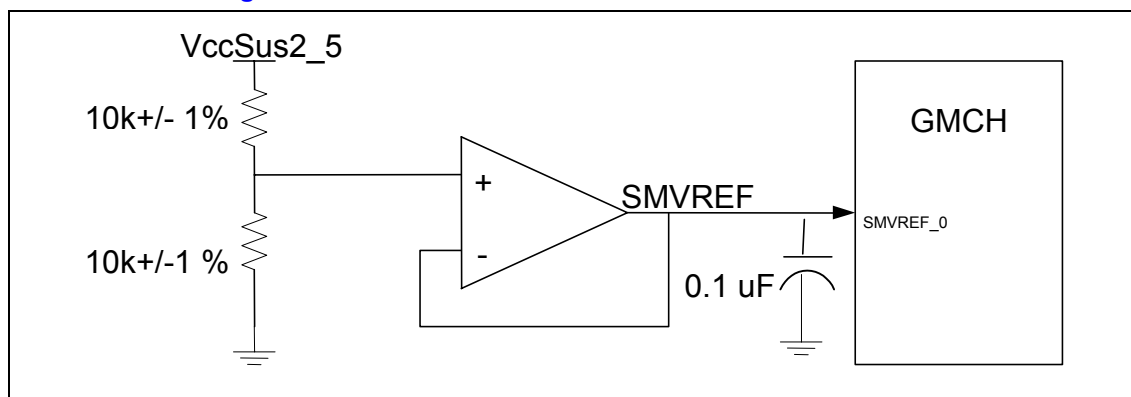 VccSus2_5
10k+/- 1%
GMCH
+
SMVREF
SMVREF_0
-
10k+/-1 %
0.1 uF